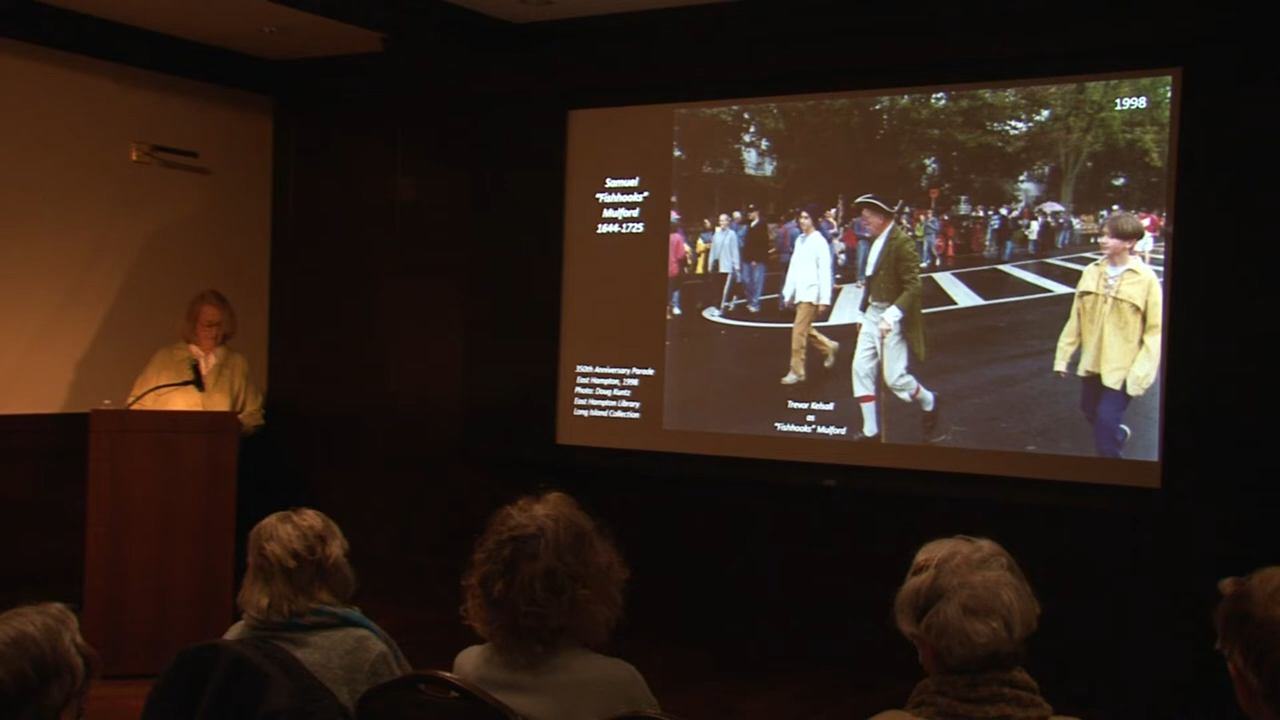 1998
Samuel
"Fishhooks"
Mulford
1644-1725
350th Anniversary Parade
East Hampton, 1998
Photo: Doug Kuntz
East Hampton Library
Long Island Collection
Trevor Kelsall
as
"Fishhooks" Mulford